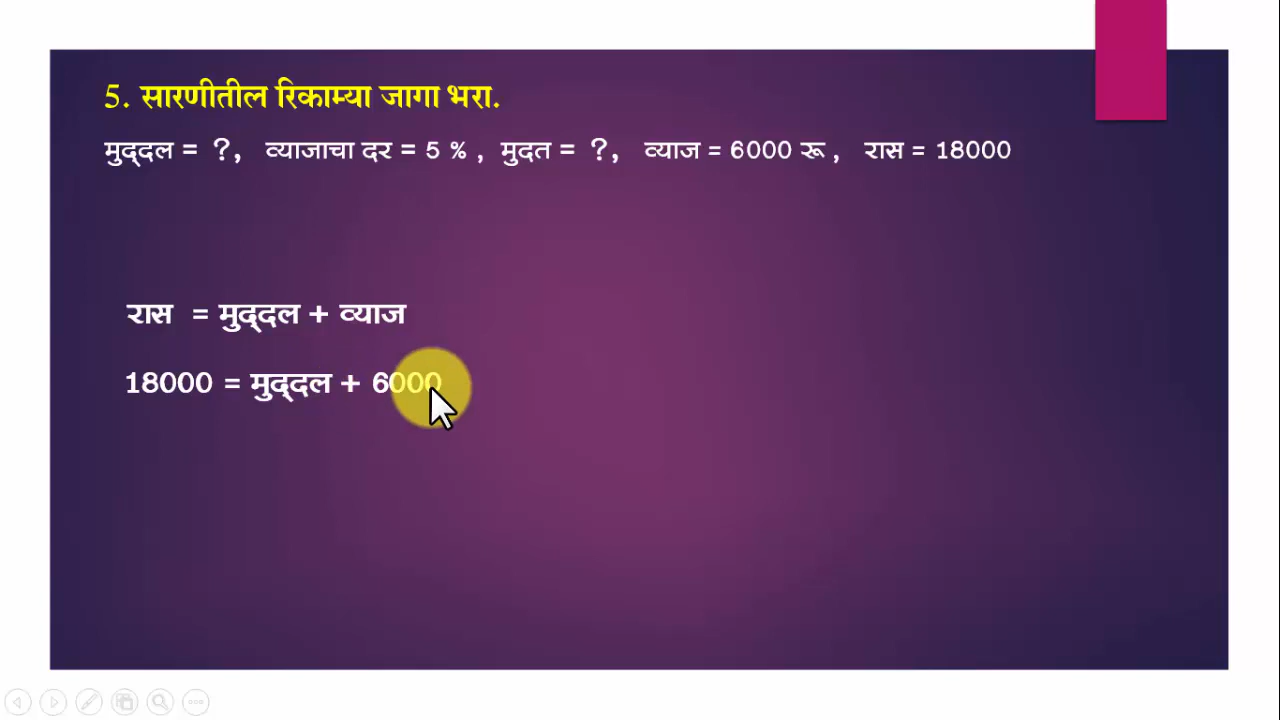 5. सारणीतील रिकाम्या जागा भरा.
मुद्दल = ?, व्याजाचा दर = 5 % , मुदत = ?, व्याज = 6000 रू , रास = 18000
रास = मुद्दल + व्याज
18000 = मुद्दल + 6000